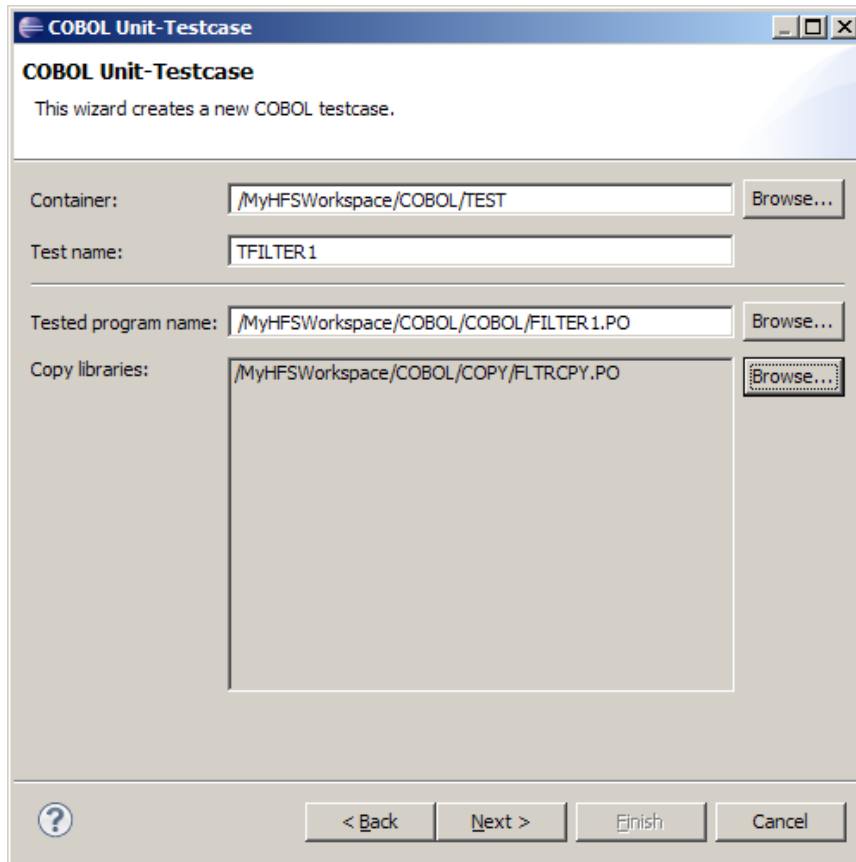 COBOL Unit-Testcase
COBOL Unit-Testcase
This wizard creates a new COBOL testcase.
Container: /MyHFSWorkspace/COBOL/TEST Browse...
Test name: TFILTER1
Tested program name: /MyHFSWorkspace/COBOL/COBOL/FILTER1.PO Browse...
Copy libraries: /MyHFSWorkspace/COBOL/COPY/FLTRCPY.PO Browse...
? < Back Next > Finish Cancel